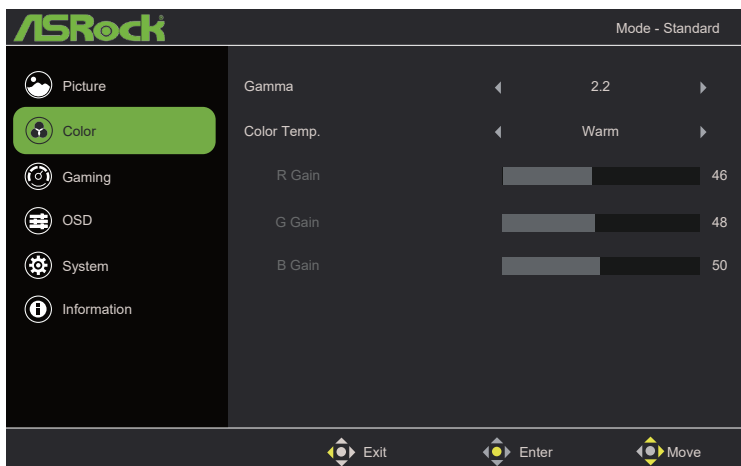 ASRock
Mode - Standard
Picture
Gamma 2.2
Color
Color Temp. Warm
Gaming
R Gain 46
OSD
G Gain 48
System
B Gain 50
Information
Exit Enter Move